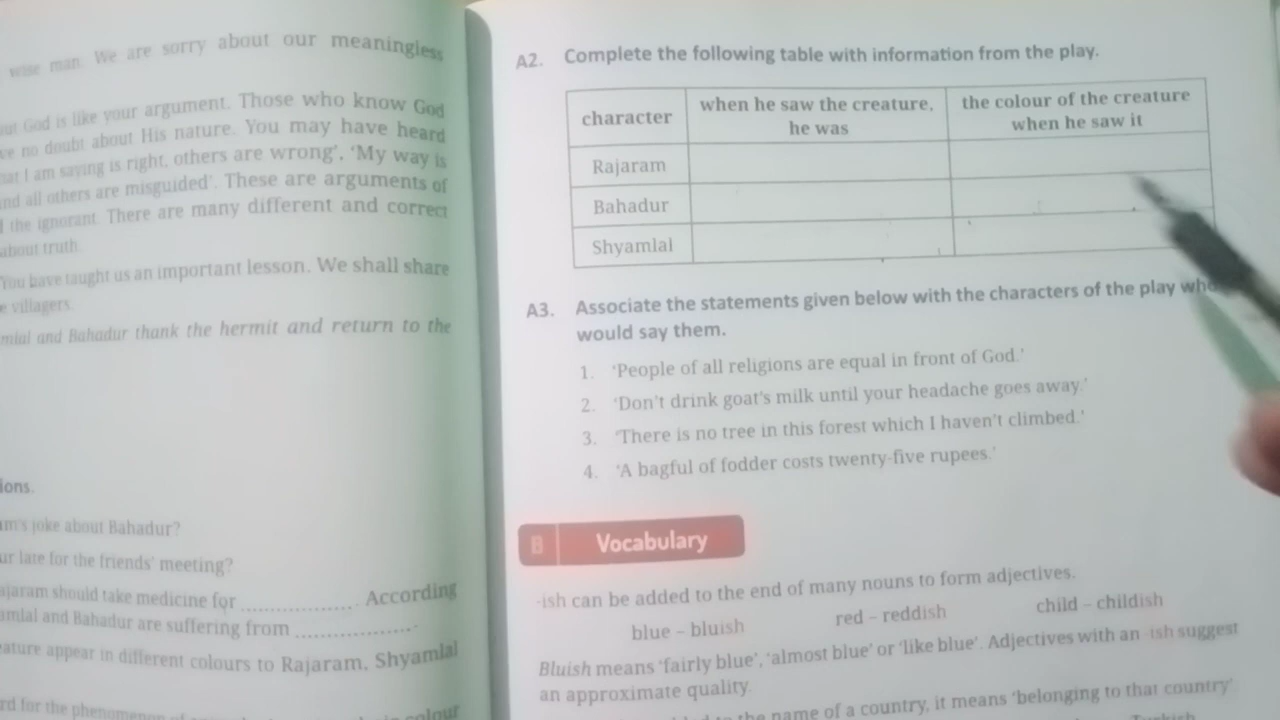 wise man. We are sorry about our meaningless
out God is like your argument. Those who know God
ve no doubt about His nature. You may have heard
hat I am saying is right, others are wrong', 'My way is
nd all others are misguided'. These are arguments of
the ignorant. There are many different and correct
about truth.
You have taught us an important lesson. We shall share
e villagers.
mlal and Bahadur thank the hermit and return to the
ions.
am's joke about Bahadur?
ur late for the friends' meeting?
ajaram should take medicine for ................. According
amlal and Bahadur are suffering from ..................
eature appear in different colours to Rajaram, Shyamlal
rd for the phenomenon of colour
A2. Complete the following table with information from the play.
character when he saw the creature, he was the colour of the creature when he saw it
Rajaram
Bahadur
Shyamlal
A3. Associate the statements given below with the characters of the play who
would say them.
1. 'People of all religions are equal in front of God.'
2. 'Don't drink goat's milk until your headache goes away.'
3. 'There is no tree in this forest which I haven't climbed.'
4. 'A bagful of fodder costs twenty-five rupees.'
B Vocabulary
-ish can be added to the end of many nouns to form adjectives.
blue – bluish red – reddish child – childish
Bluish means 'fairly blue', 'almost blue' or 'like blue'. Adjectives with an -ish suggest
an approximate quality.
to the name of a country, it means 'belonging to that country'
Turkish